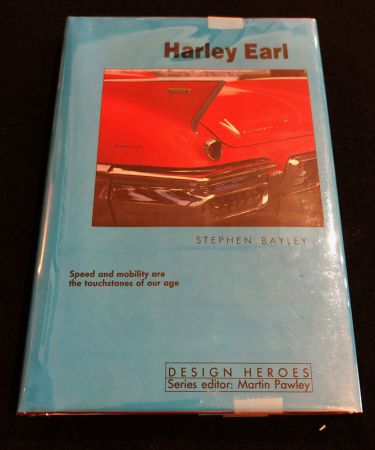 Harley Earl
STEPHEN BAYLEY
Speed and mobility are
the touchstones of our age
DESIGN HEROES
Series editor: Martin Pawley